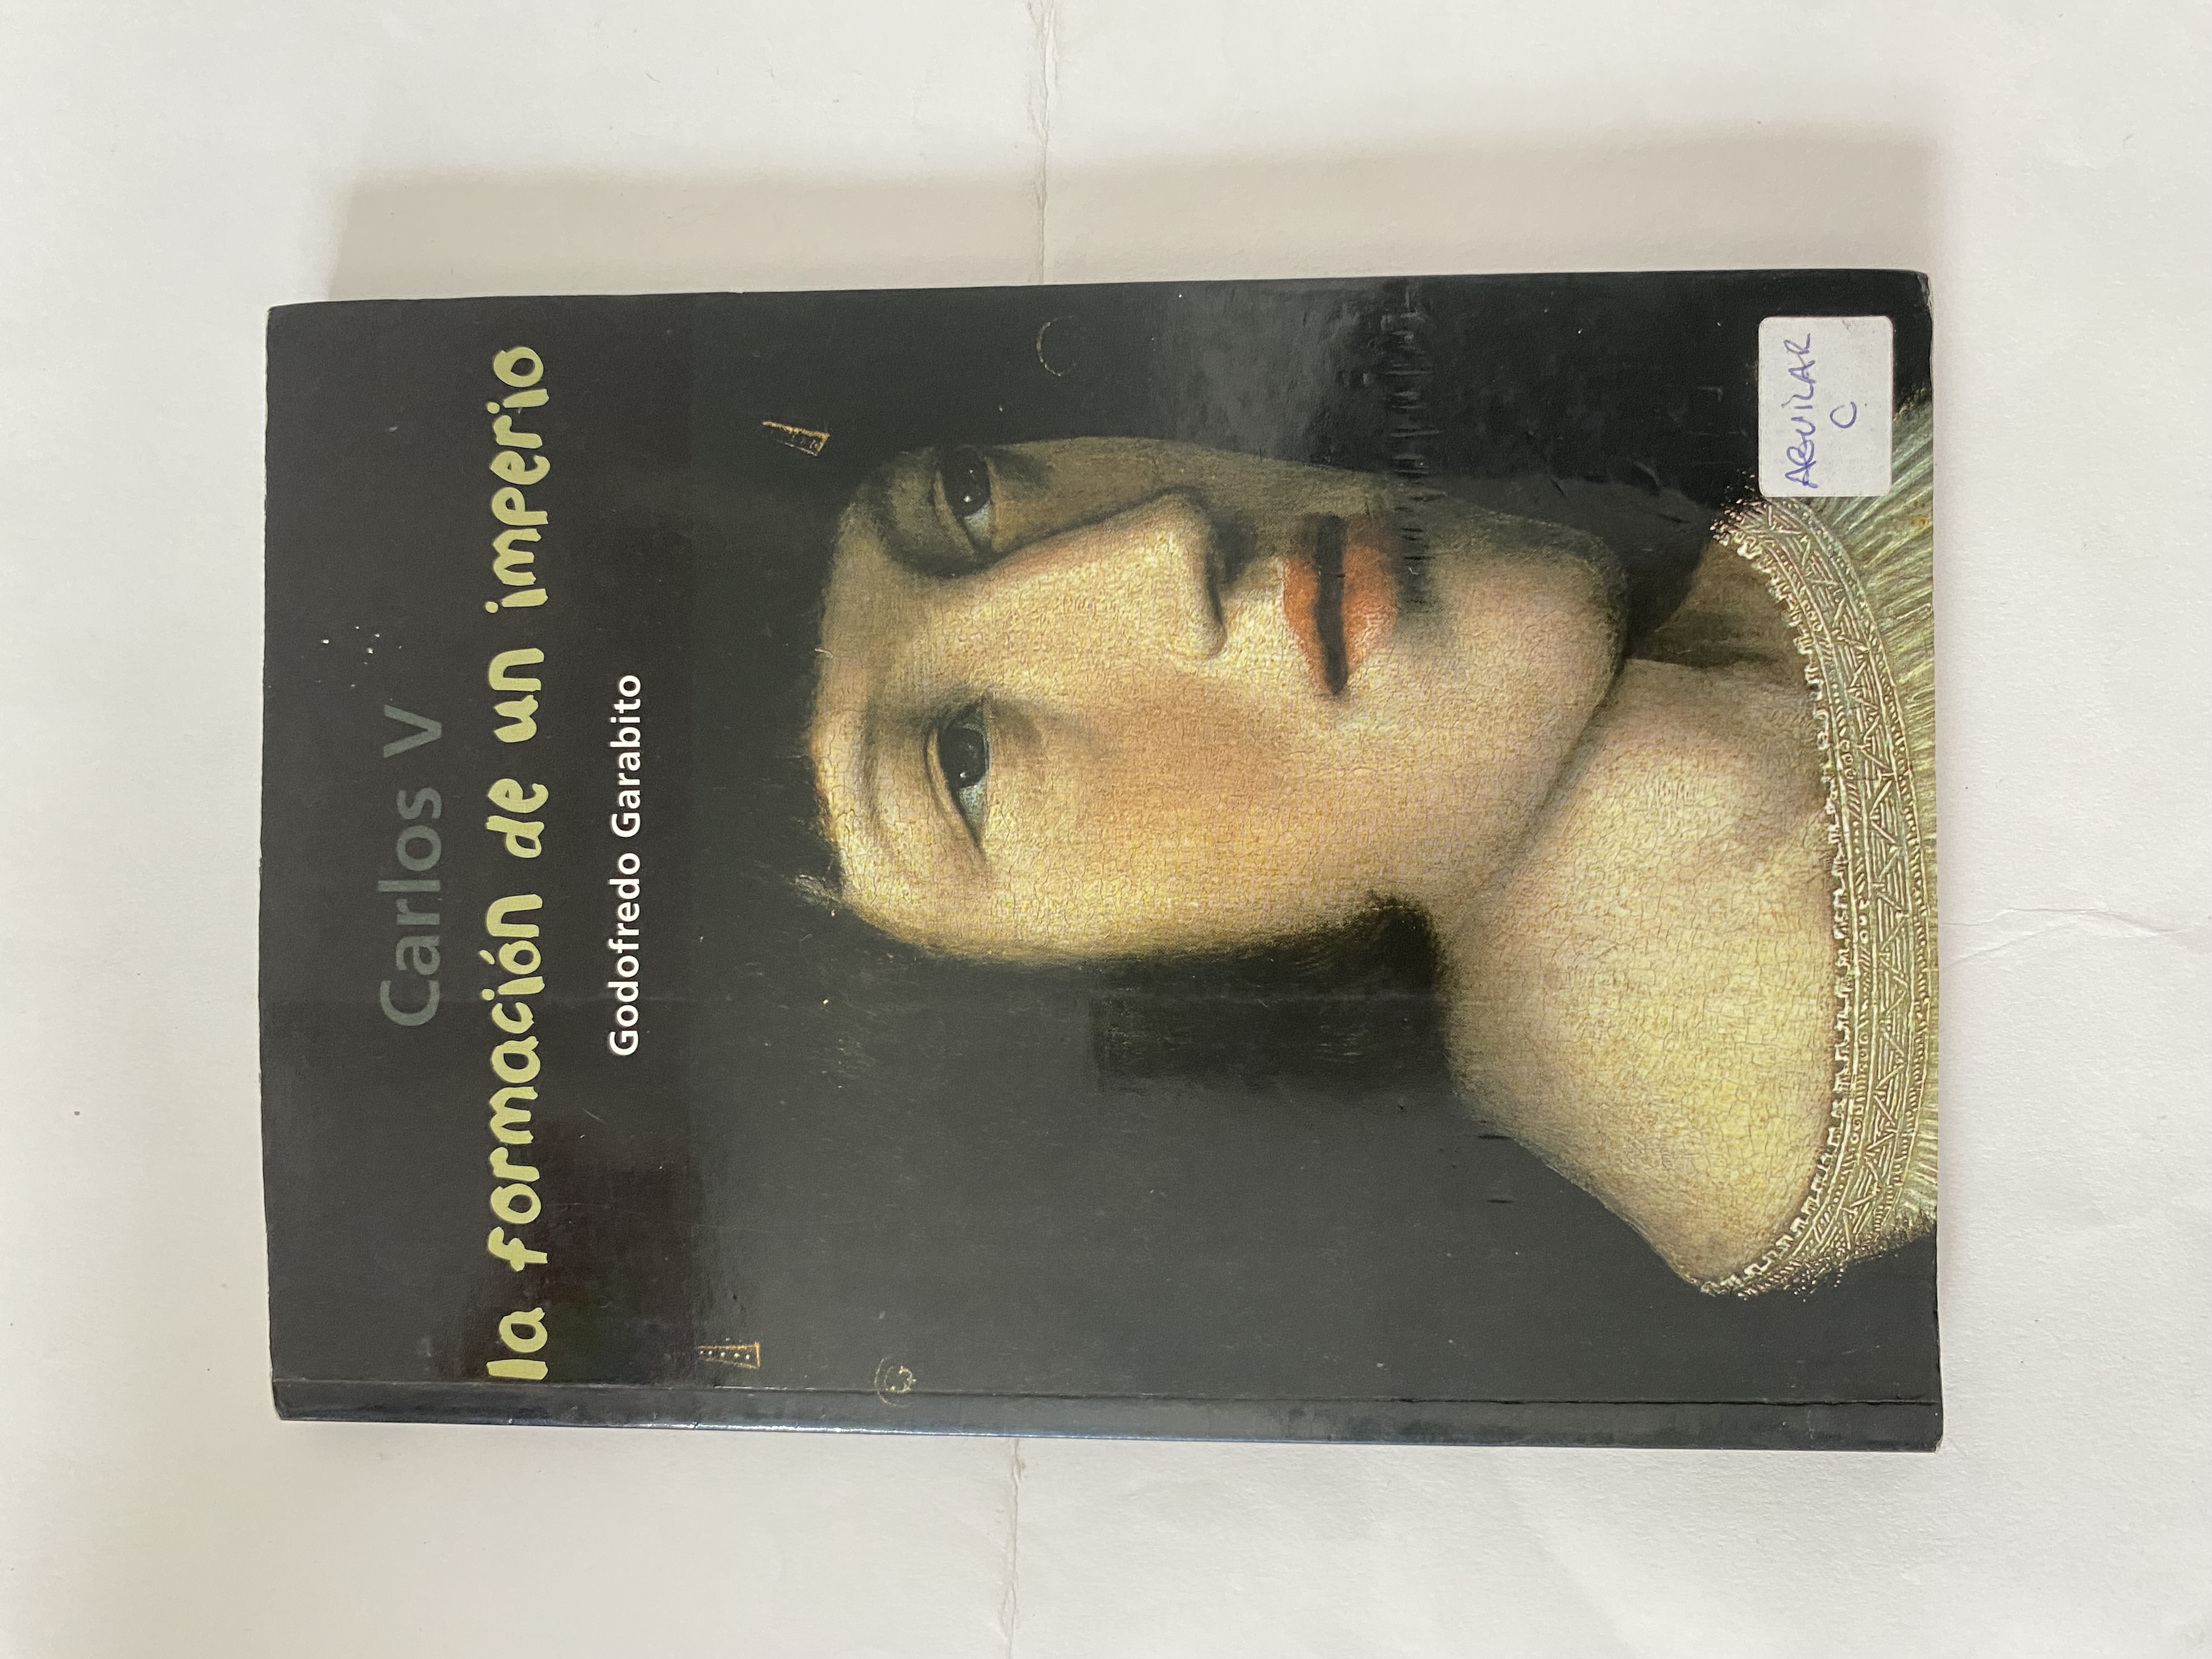 Carlos V
la formación de un imperio
Godofredo Garabito
AGUILAR
C